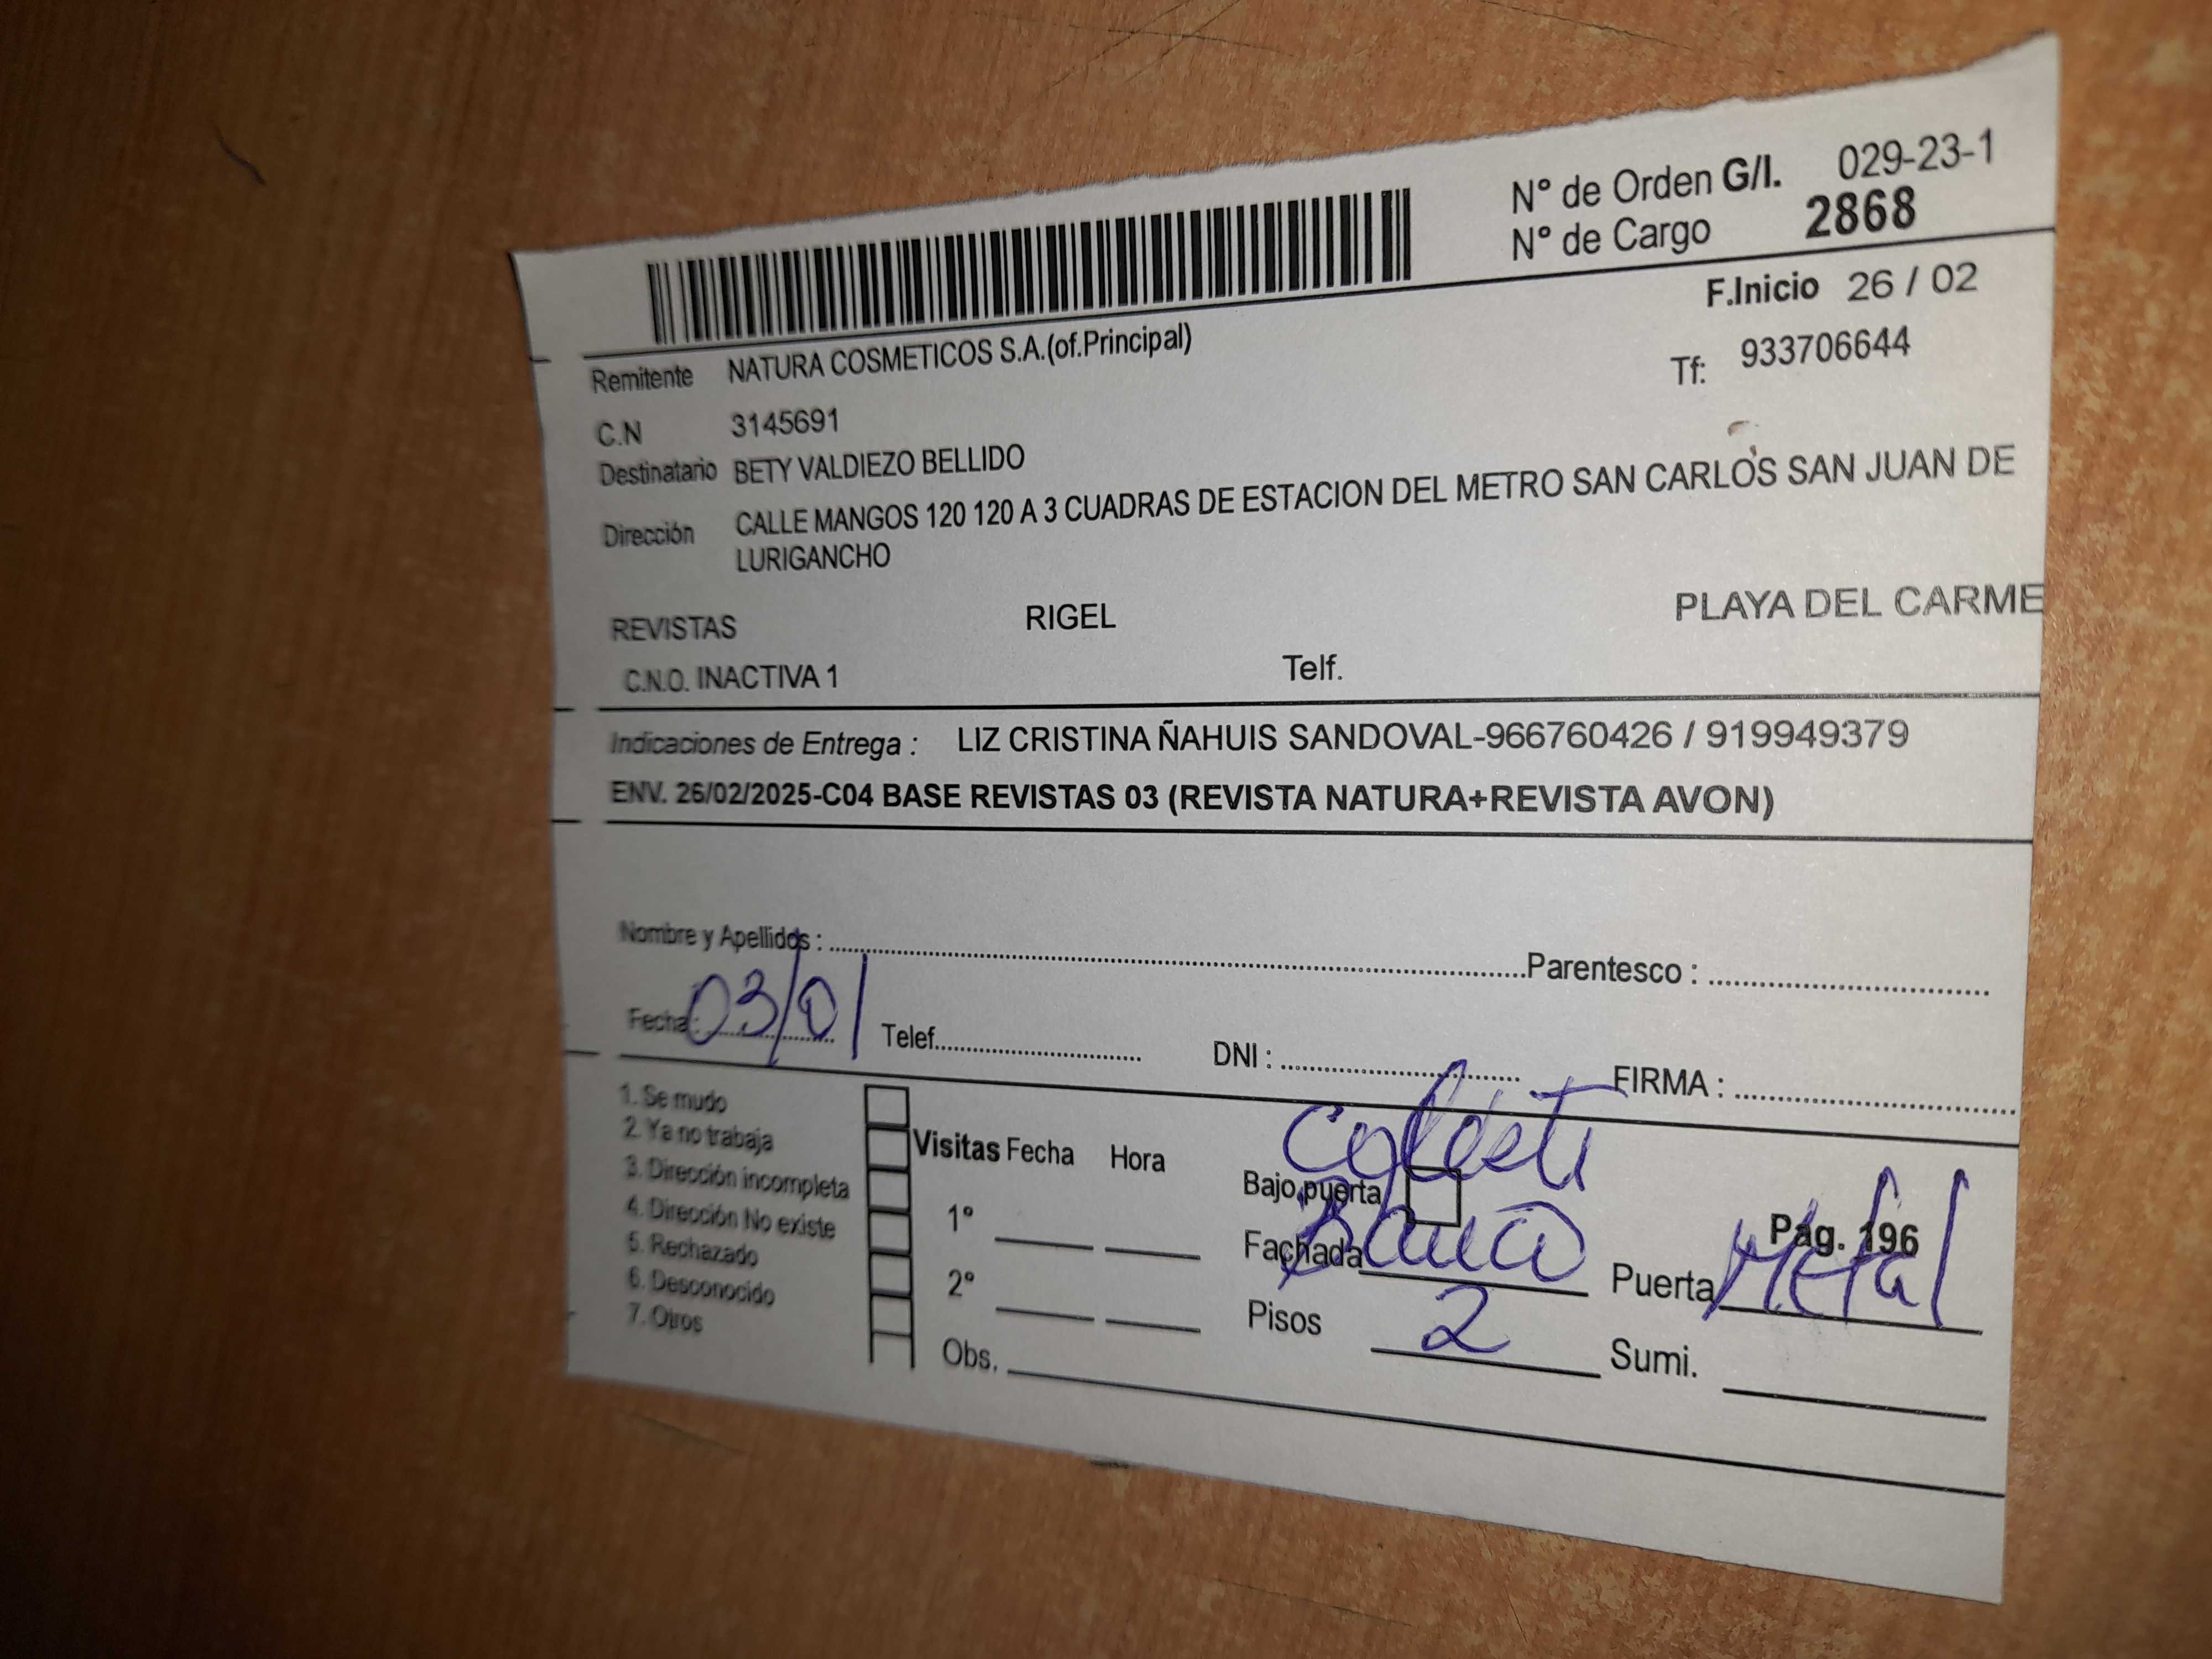 N° de Orden G/I. 029-23-1
N° de Cargo 2868
F.Inicio 26 / 02
Remitente NATURA COSMETICOS S.A.(of.Principal)
Tf: 933706644
C.N 3145691
Destinatario BETY VALDIEZO BELLIDO
Dirección CALLE MANGOS 120 120 A 3 CUADRAS DE ESTACION DEL METRO SAN CARLOS SAN JUAN DE
LURIGANCHO
REVISTAS RIGEL PLAYA DEL CARME
C.N.O. INACTIVA 1 Telf.
Indicaciones de Entrega : LIZ CRISTINA ÑAHUIS SANDOVAL-966760426 / 919949379
ENV. 26/02/2025-C04 BASE REVISTAS 03 (REVISTA NATURA+REVISTA AVON)
Nombre y Apellidos : Parentesco :
Fecha: 03/01 Telef. DNI : FIRMA :
1. Se mudo
2. Ya no trabaja
3. Dirección incompleta
4. Dirección No existe
5. Rechazado
6. Desconocido
7. Otros
Visitas Fecha Hora
1°
2°
Obs.
Bajo puerta
Fachada Blanco
Pisos 2
Pag. 196
Puerta Metal
Sumi.